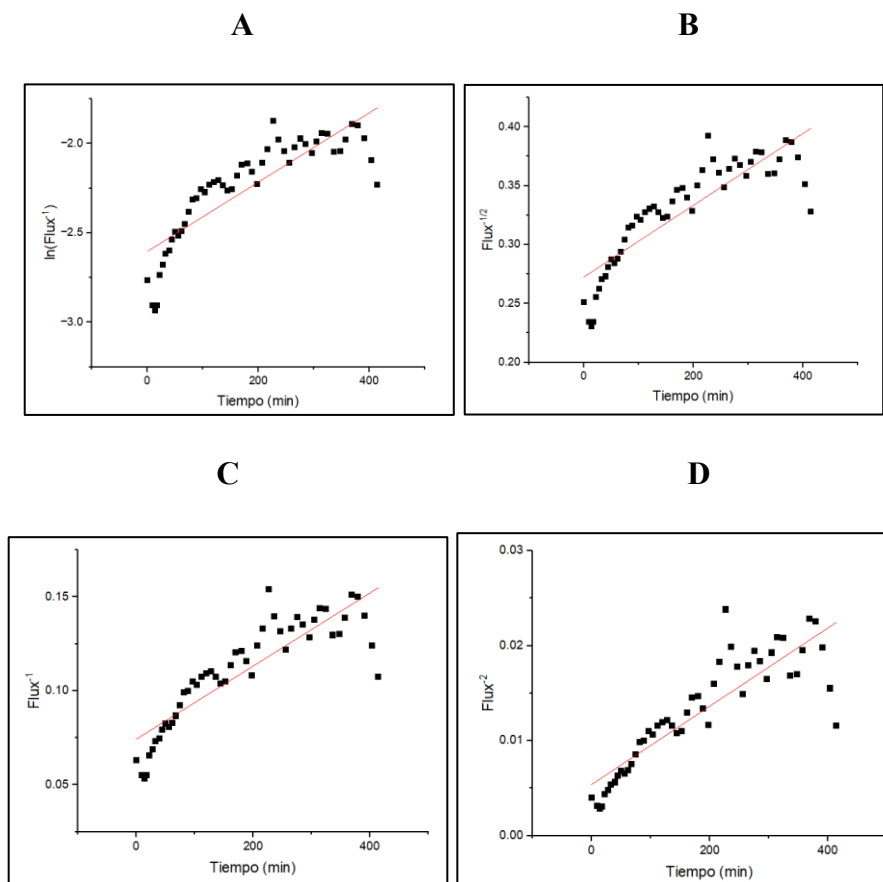 A
B
−2.0
−2.5
−3.0
ln(Flux⁻¹)
0
200
400
Tiempo (min)
0.40
0.35
0.30
0.25
0.20
Flux⁻¹ᐟ²
0
200
400
Tiempo (min)
C
D
0.15
0.10
0.05
Flux⁻¹
0
200
400
Tiempo (min)
0.03
0.02
0.01
0.00
Flux⁻²
0
200
400
Tiempo (min)